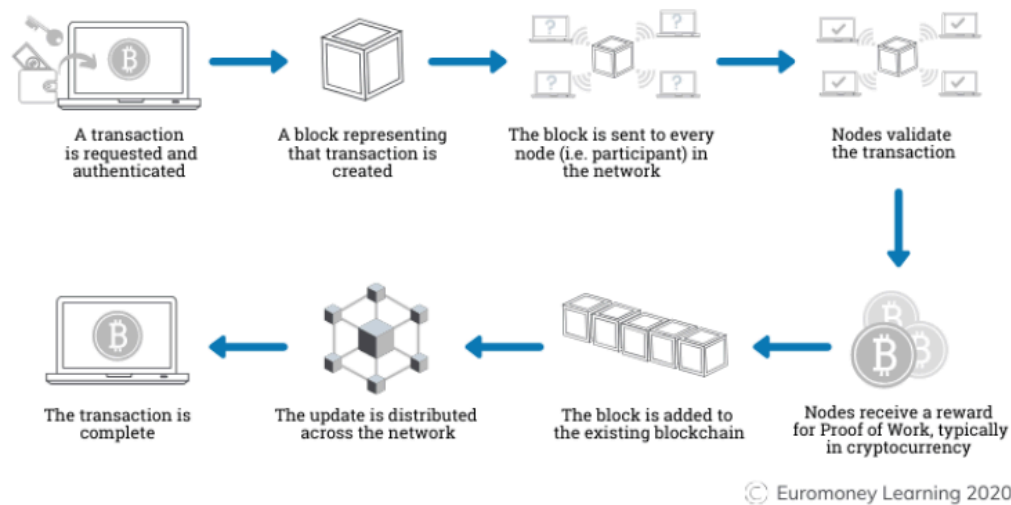 A transaction
is requested and
authenticated
A block representing
that transaction is
created
The block is sent to every
node (i.e. participant) in
the network
Nodes validate
the transaction
Nodes receive a reward
for Proof of Work, typically
in cryptocurrency
The block is added to
the existing blockchain
The update is distributed
across the network
The transaction is
complete
© Euromoney Learning 2020